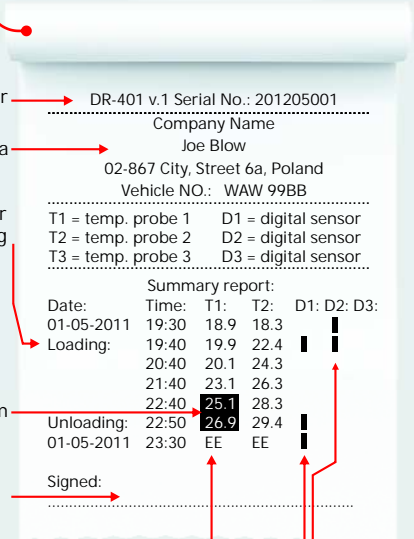 DR-401 v.1 Serial No.: 201205001
Company Name
Joe Blow
02-867 City, Street 6a, Poland
Vehicle NO.: WAW 99BB
T1 = temp. probe 1 D1 = digital sensor
T2 = temp. probe 2 D2 = digital sensor
T3 = temp. probe 3 D3 = digital sensor
Summary report:
Date: Time: T1: T2: D1: D2: D3:
01-05-2011 19:30 18.9 18.3
Loading: 19:40 19.9 22.4
20:40 20.1 24.3
21:40 23.1 26.3
22:40 25.1 28.3
Unloading: 22:50 26.9 29.4
01-05-2011 23:30 EE EE
Signed: